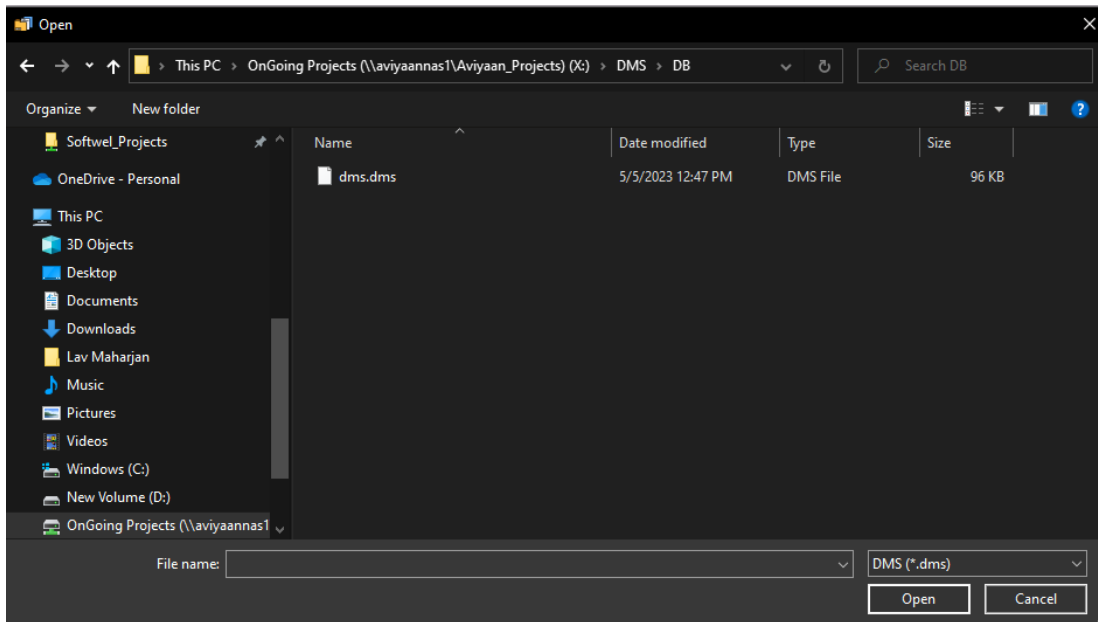 Open
This PC > OnGoing Projects (\\aviyaannas1\Aviyaan_Projects) (X:) > DMS > DB
Search DB
Organize
New folder
Name
Date modified
Type
Size
dms.dms
5/5/2023 12:47 PM
DMS File
96 KB
Softwel_Projects
OneDrive - Personal
This PC
3D Objects
Desktop
Documents
Downloads
Lav Maharjan
Music
Pictures
Videos
Windows (C:)
New Volume (D:)
OnGoing Projects (\\aviyaannas1
File name:
DMS (*.dms)
Open
Cancel